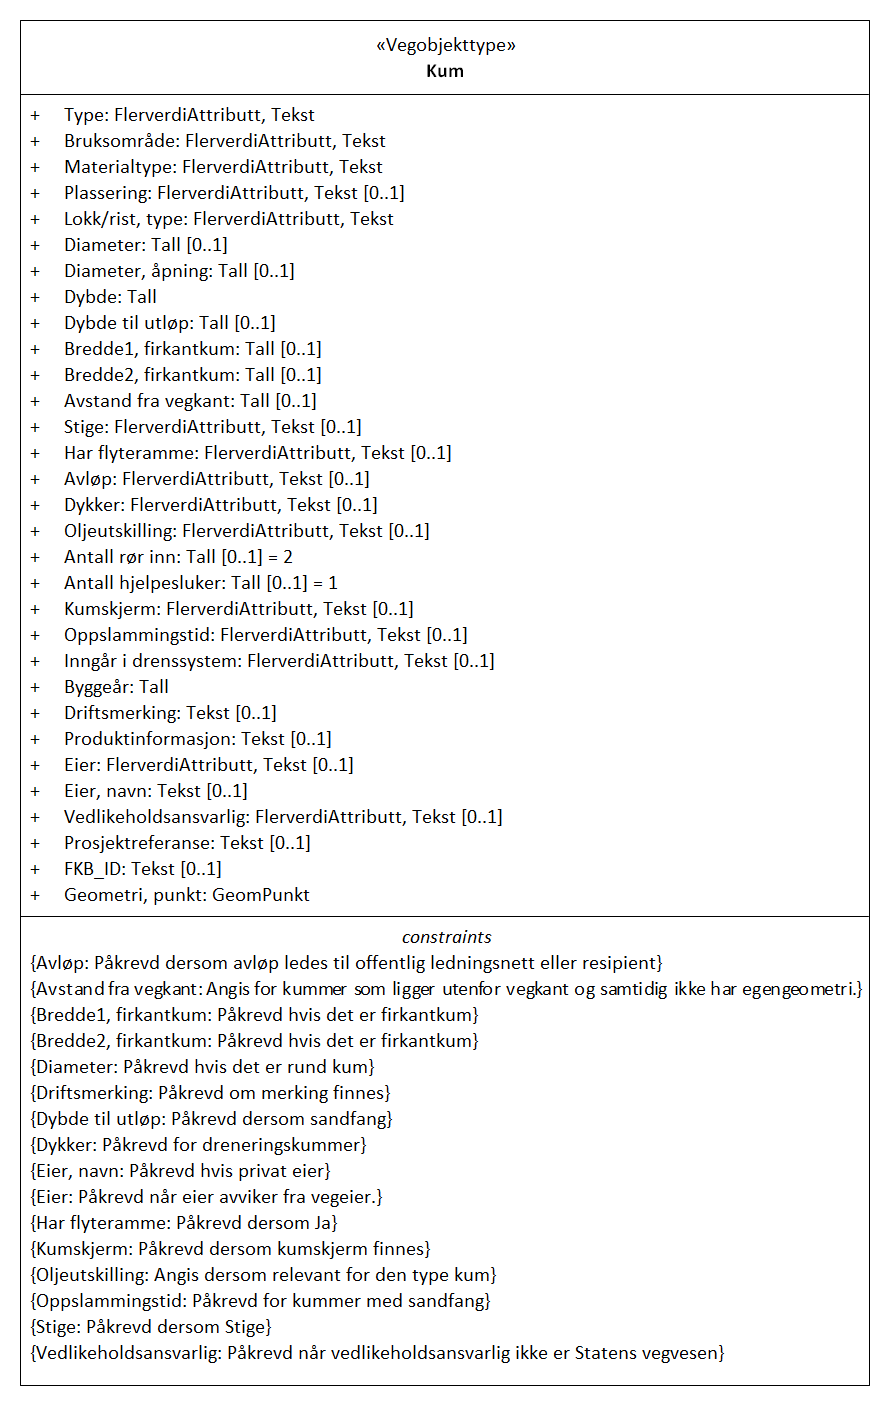 «Vegobjekttype»
Kum
+ Type: FlerverdiAttributt, Tekst
+ Bruksområde: FlerverdiAttributt, Tekst
+ Materialtype: FlerverdiAttributt, Tekst
+ Plassering: FlerverdiAttributt, Tekst [0..1]
+ Lokk/rist, type: FlerverdiAttributt, Tekst
+ Diameter: Tall [0..1]
+ Diameter, åpning: Tall [0..1]
+ Dybde: Tall
+ Dybde til utløp: Tall [0..1]
+ Bredde1, firkantkum: Tall [0..1]
+ Bredde2, firkantkum: Tall [0..1]
+ Avstand fra vegkant: Tall [0..1]
+ Stige: FlerverdiAttributt, Tekst [0..1]
+ Har flyteramme: FlerverdiAttributt, Tekst [0..1]
+ Avløp: FlerverdiAttributt, Tekst [0..1]
+ Dykker: FlerverdiAttributt, Tekst [0..1]
+ Oljeutskilling: FlerverdiAttributt, Tekst [0..1]
+ Antall rør inn: Tall [0..1] = 2
+ Antall hjelpesluker: Tall [0..1] = 1
+ Kumskjerm: FlerverdiAttributt, Tekst [0..1]
+ Oppslammingstid: FlerverdiAttributt, Tekst [0..1]
+ Inngår i drenssystem: FlerverdiAttributt, Tekst [0..1]
+ Byggeår: Tall
+ Driftsmerking: Tekst [0..1]
+ Produktinformasjon: Tekst [0..1]
+ Eier: FlerverdiAttributt, Tekst [0..1]
+ Eier, navn: Tekst [0..1]
+ Vedlikeholdsansvarlig: FlerverdiAttributt, Tekst [0..1]
+ Prosjektreferanse: Tekst [0..1]
+ FKB_ID: Tekst [0..1]
+ Geometri, punkt: GeomPunkt
constraints
{Avløp: Påkrevd dersom avløp ledes til offentlig ledningsnett eller resipient}
{Avstand fra vegkant: Angis for kummer som ligger utenfor vegkant og samtidig ikke har egengeometri.}
{Bredde1, firkantkum: Påkrevd hvis det er firkantkum}
{Bredde2, firkantkum: Påkrevd hvis det er firkantkum}
{Diameter: Påkrevd hvis det er rund kum}
{Driftsmerking: Påkrevd om merking finnes}
{Dybde til utløp: Påkrevd dersom sandfang}
{Dykker: Påkrevd for dreneringskummer}
{Eier, navn: Påkrevd hvis privat eier}
{Eier: Påkrevd når eier avviker fra vegeier.}
{Har flyteramme: Påkrevd dersom Ja}
{Kumskjerm: Påkrevd dersom kumskjerm finnes}
{Oljeutskilling: Angis dersom relevant for den type kum}
{Oppslammingstid: Påkrevd for kummer med sandfang}
{Stige: Påkrevd dersom Stige}
{Vedlikeholdsansvarlig: Påkrevd når vedlikeholdsansvarlig ikke er Statens vegvesen}